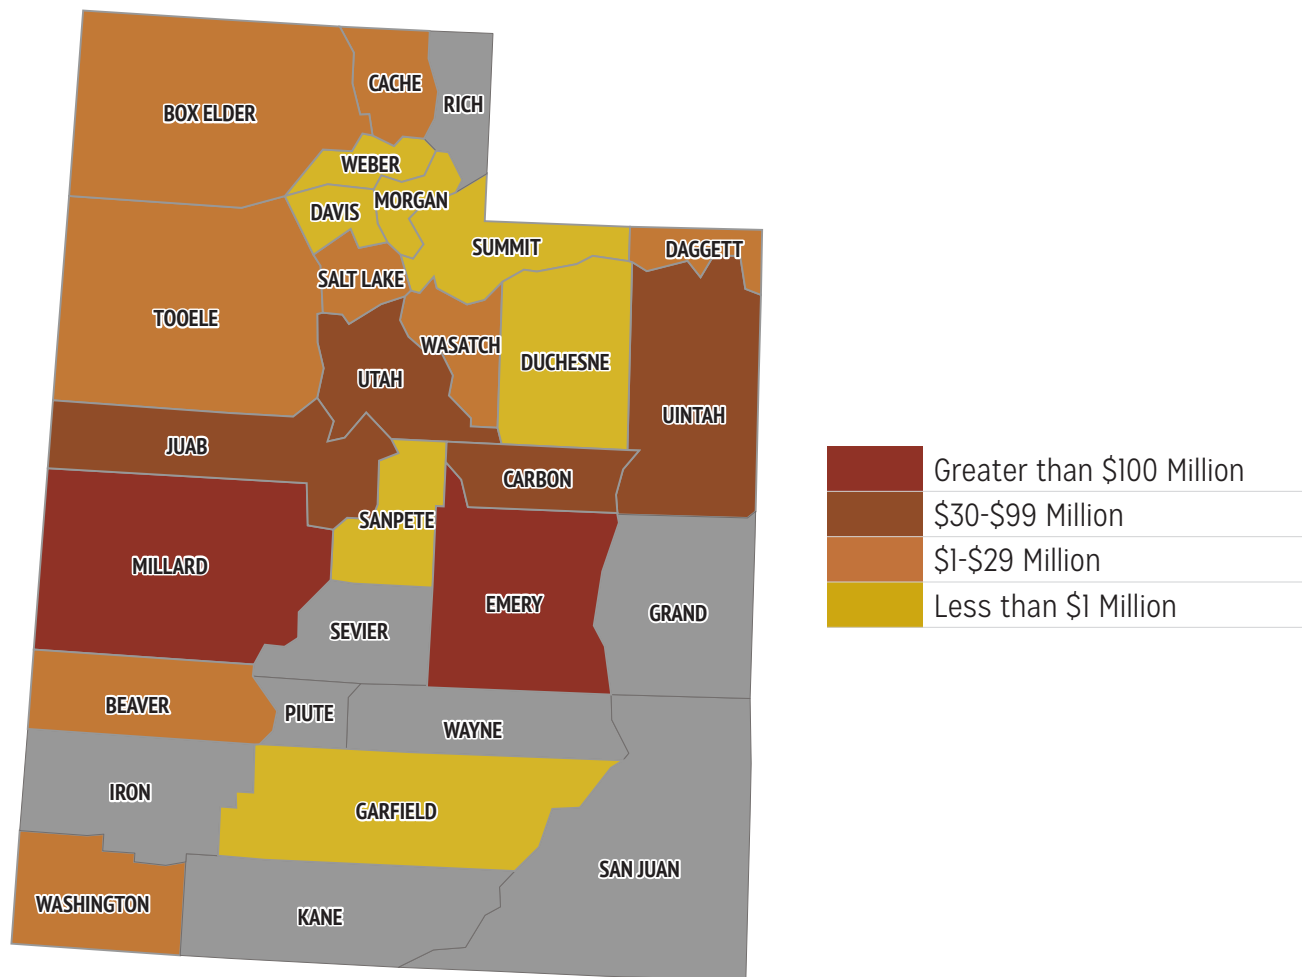 CACHE
RICH
BOX ELDER
WEBER
MORGAN
DAVIS
SUMMIT
DAGGETT
SALT LAKE
TOOELE
WASATCH
DUCHESNE
UTAH
UINTAH
JUAB
CARBON
SANPETE
MILLARD
EMERY
GRAND
SEVIER
BEAVER
PIUTE
WAYNE
IRON
GARFIELD
SAN JUAN
WASHINGTON
KANE
Greater than $100 Million
$30-$99 Million
$1-$29 Million
Less than $1 Million